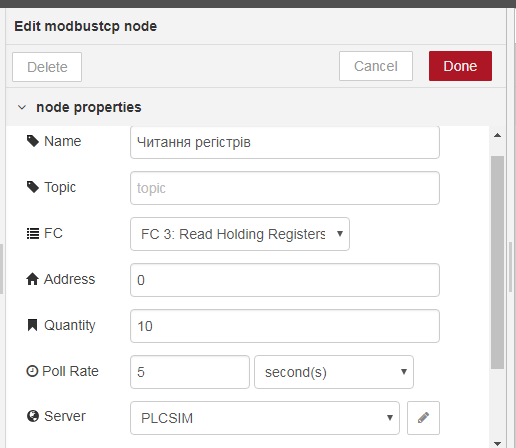 Edit modbustcp node
Delete Cancel Done
node properties
Name Читання регістрів
Topic topic
FC FC 3: Read Holding Registers
Address 0
Quantity 10
Poll Rate 5 second(s)
Server PLCSIM